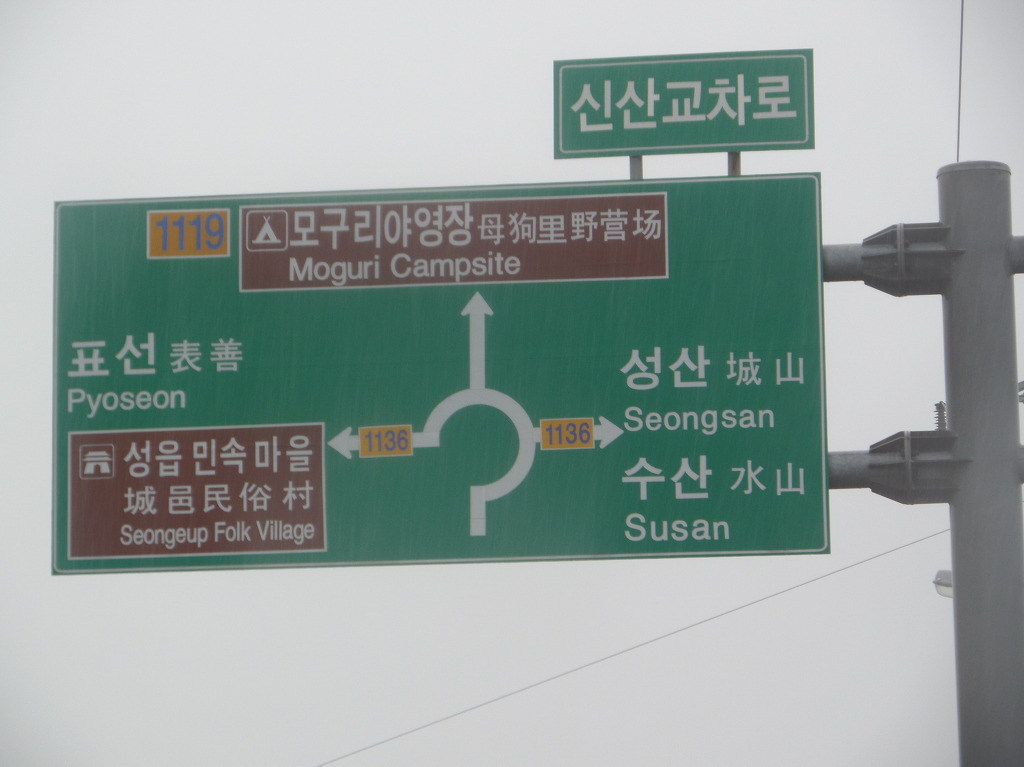 신산교차로
1119
모구리야영장 母狗里野营场
Moguri Campsite
표선 表善
Pyoseon
성읍 민속 마을
城邑民俗村
Seongeup Folk Village
1136
1136
성산 城山
Seongsan
수산 水山
Susan